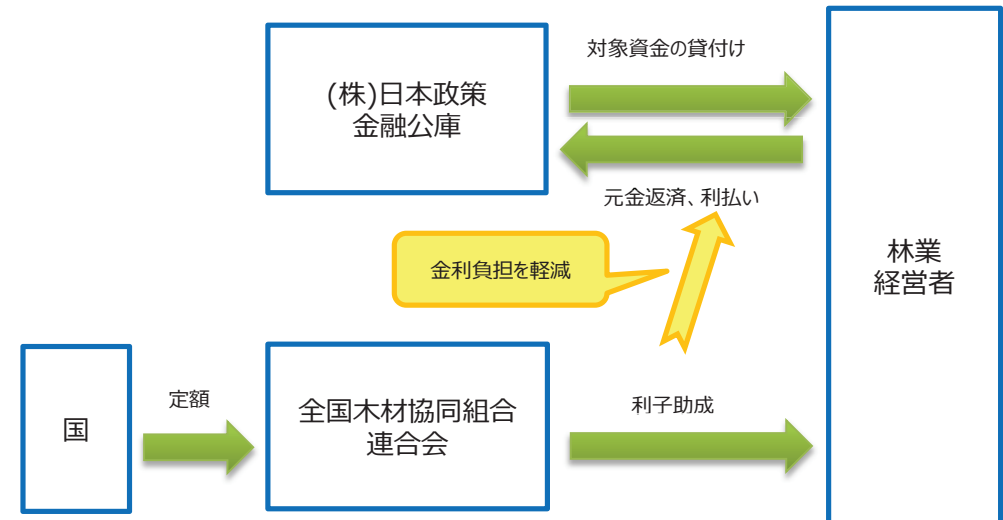 対象資金の貸付け
(株)日本政策
金融公庫
元金返済、利払い
金利負担を軽減
林業
経営者
国
定額
全国木材協同組合
連合会
利子助成